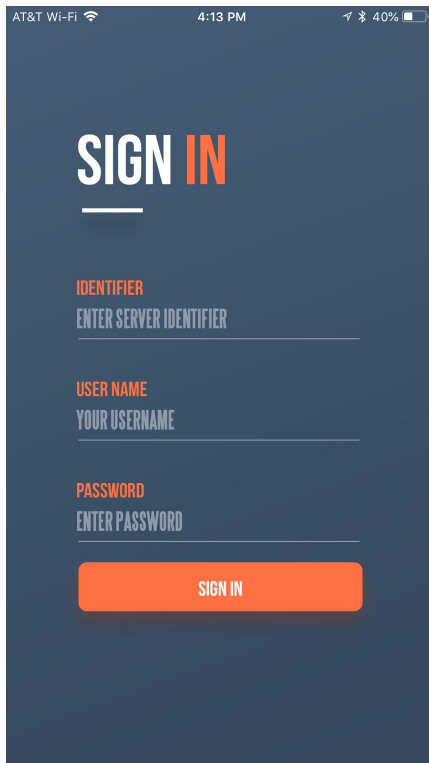 AT&T Wi-Fi 4:13 PM 40%
SIGN IN
IDENTIFIER
ENTER SERVER IDENTIFIER
USER NAME
YOUR USERNAME
PASSWORD
ENTER PASSWORD
SIGN IN